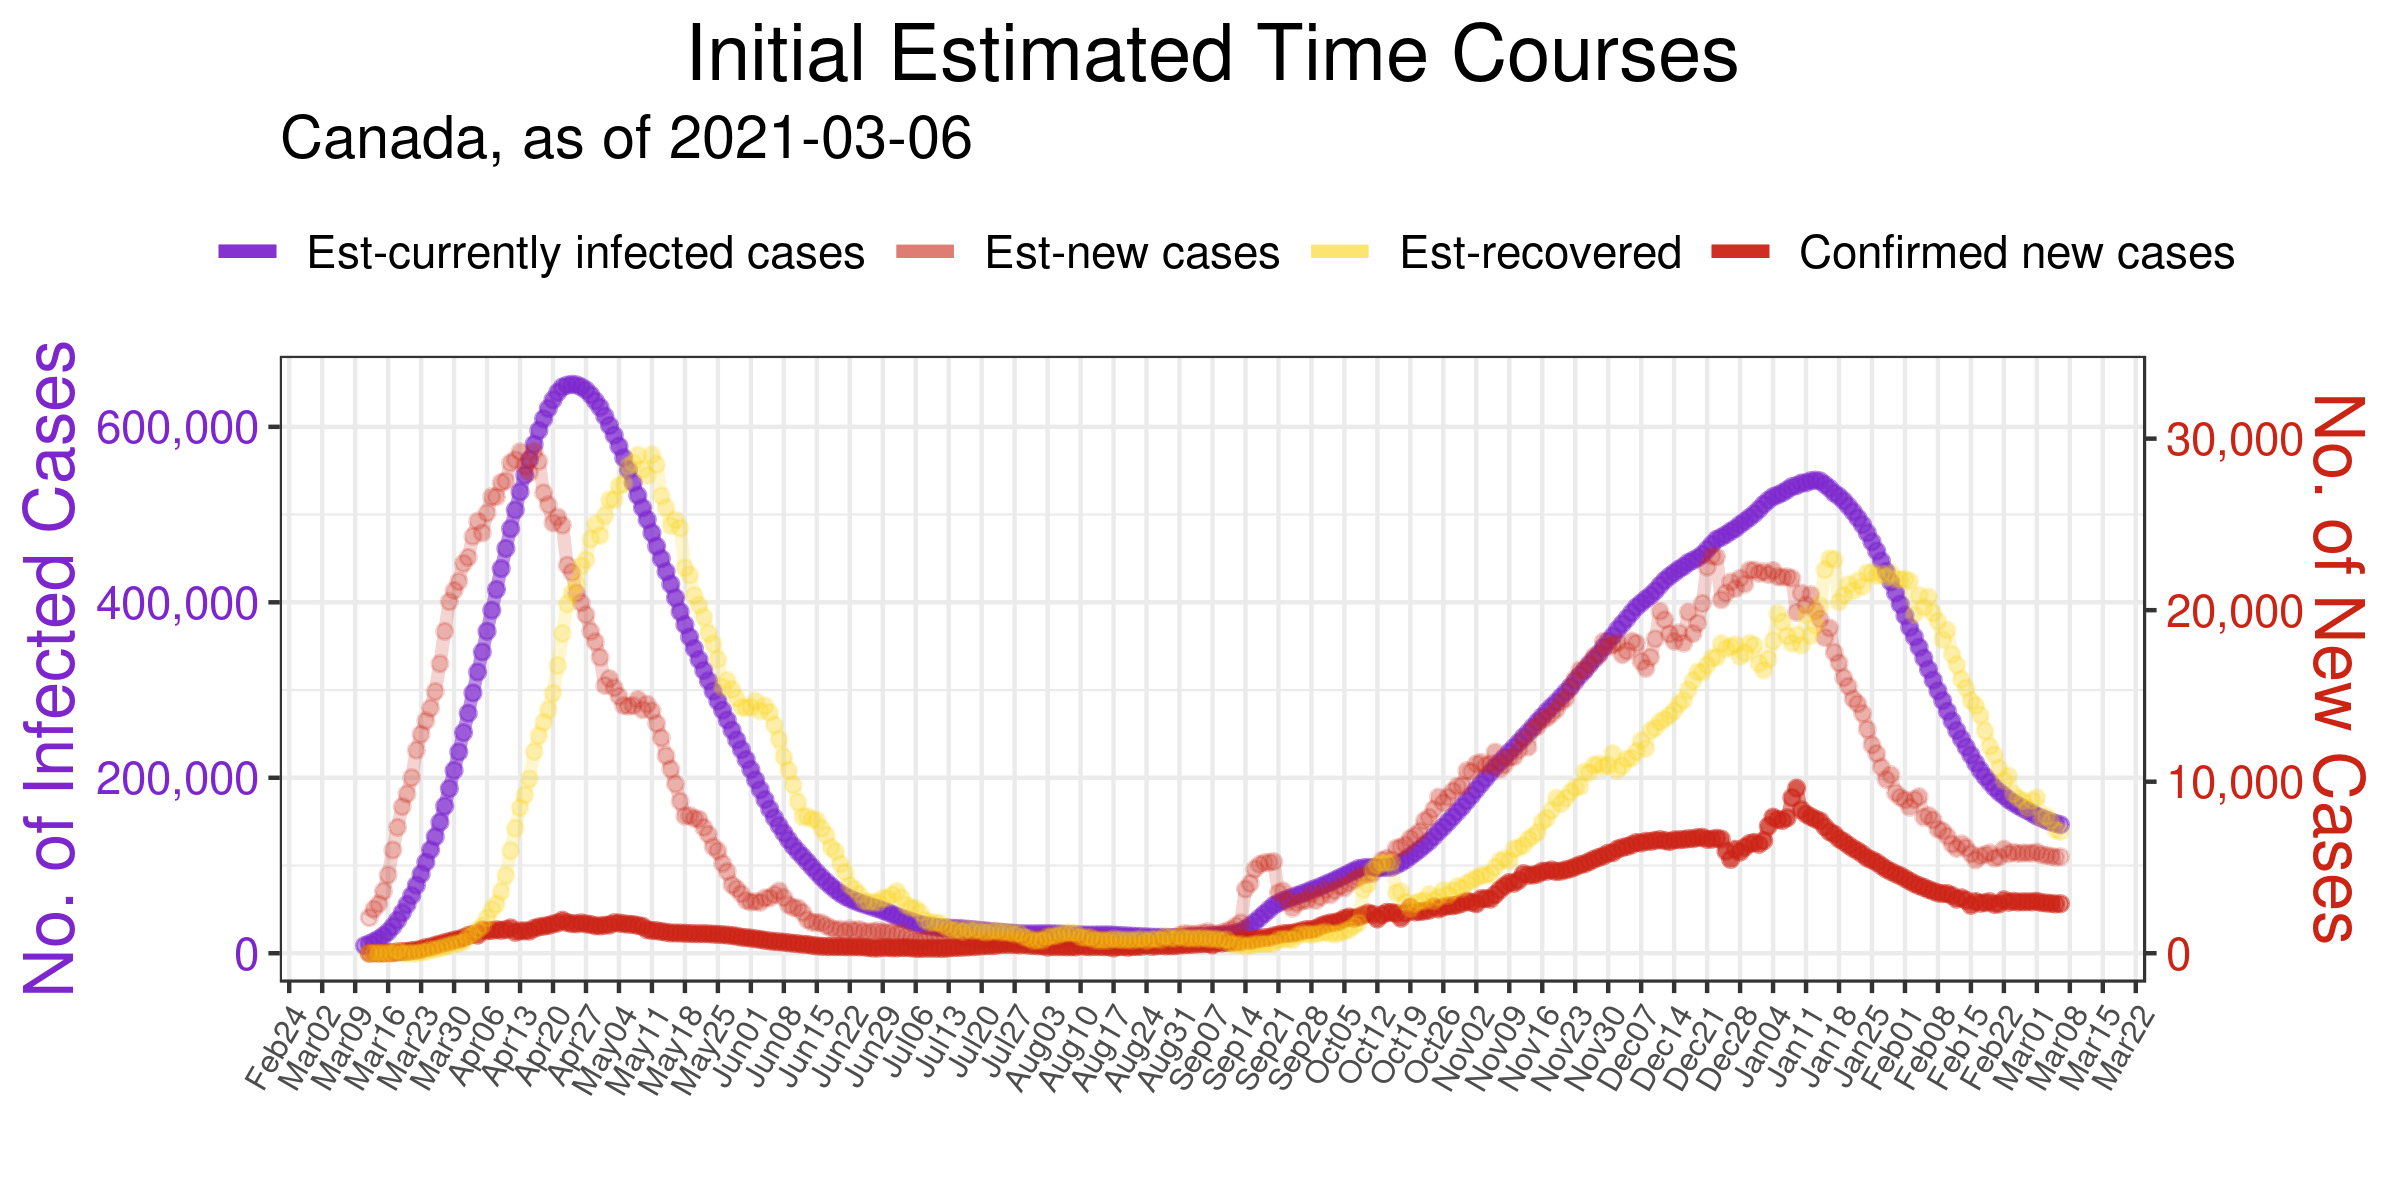 Initial Estimated Time Courses
Canada, as of 2021-03-06
Est-currently infected cases Est-new cases Est-recovered Confirmed new cases
No. of Infected Cases
600,000
400,000
200,000
0
No. of New Cases
30,000
20,000
10,000
0
Feb24 Mar02 Mar09 Mar16 Mar23 Mar30 Apr06 Apr13 Apr20 Apr27 May04 May11 May18 May25 Jun01 Jun08 Jun15 Jun22 Jun29 Jul06 Jul13 Jul20 Jul27 Aug03 Aug10 Aug17 Aug24 Aug31 Sep07 Sep14 Sep21 Sep28 Oct05 Oct12 Oct19 Oct26 Nov02 Nov09 Nov16 Nov23 Nov30 Dec07 Dec14 Dec21 Dec28 Jan04 Jan11 Jan18 Jan25 Feb01 Feb08 Feb15 Feb22 Mar01 Mar08 Mar15 Mar22